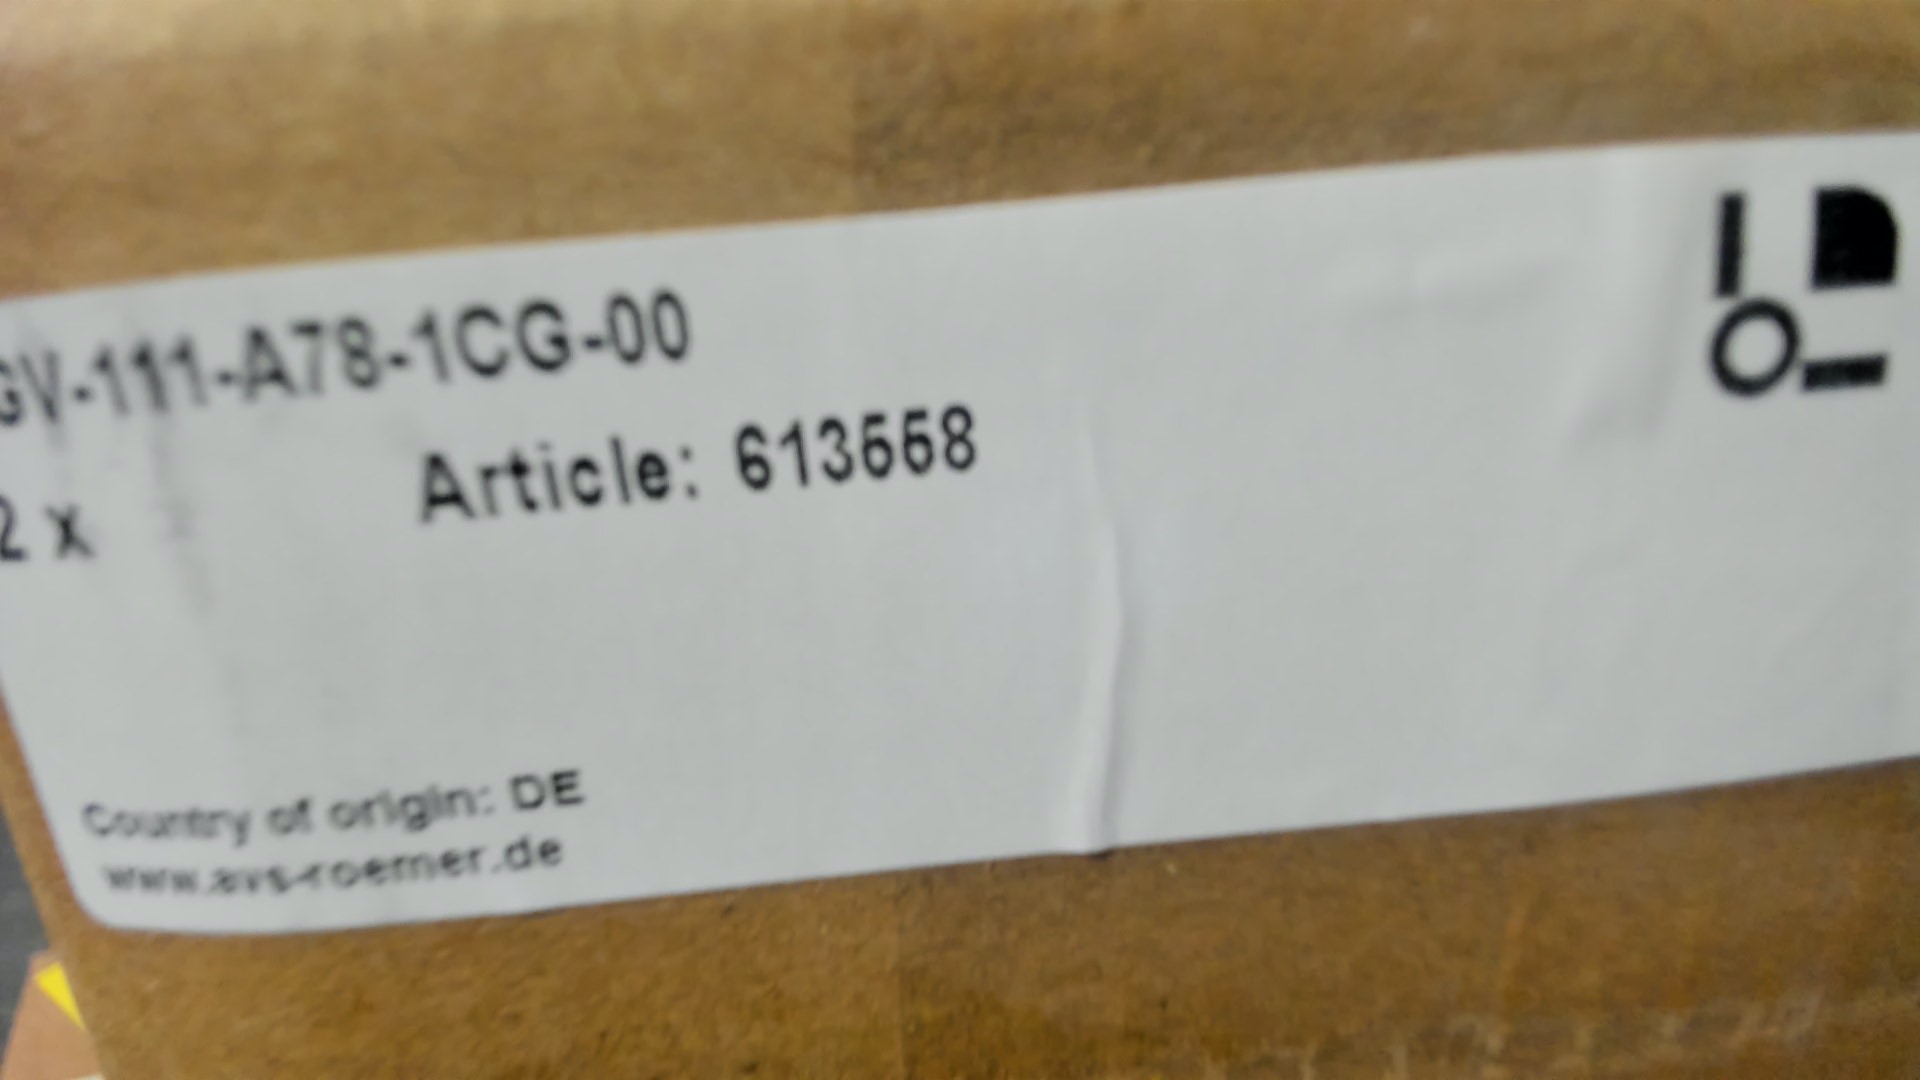 GV-111-A78-1CG-00
Article: 613668
2 x
Country of origin: DE
www.avs-roemer.de